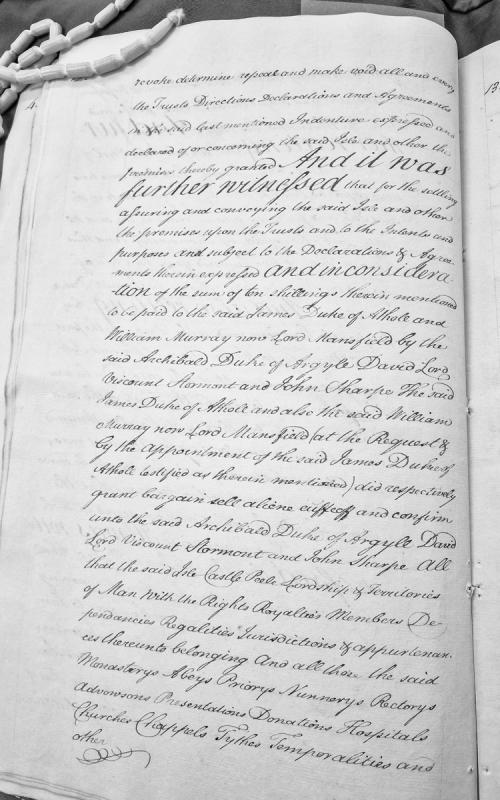 4.
revoke determine repeal and make void all and every
the Trusts Directions Declarations and Agreements
in the said last mentioned Indenture expressed and
declared of or concerning the said Isle and other the
premises thereby granted And it was
further witnessed that for the settling
assuring and conveying the said Isle and other
the premises upon the Trusts and to the Intents and
purposes and subject to the Declarations & Agree-
ments therein expressed and in considera-
-tion of the sum of ten shillings therein mentioned
to be paid to the said James Duke of Atholl and
William Murray now Lord Mansfield by the
said Archibald Duke of Argyle David Lord
Viscount Stormont and John Sharpe The said
James Duke of Atholl and also the said William
Murray now Lord Mansfield (at the Request &
by the Appointment of the said James Duke of
Atholl testified as therein mentioned) did respectively
grant bargain sell aliene enffeoff and confirm
unto the said Archibald Duke of Argyll David
Lord Viscount Stormont and John Sharpe All
that the said Isle Castle Peele Lordship & Territories
of Man With the Rights Royalties Members De-
pendancies Regalities Jurisdictions & appurtenan-
ces thereunto belonging And all those the said
Monastorys Abeys Priorys Nunnerys Rectorys
Advowsons Presentations Donations Hospitals
Churches Chappels Tythes Temporalities and
other
13